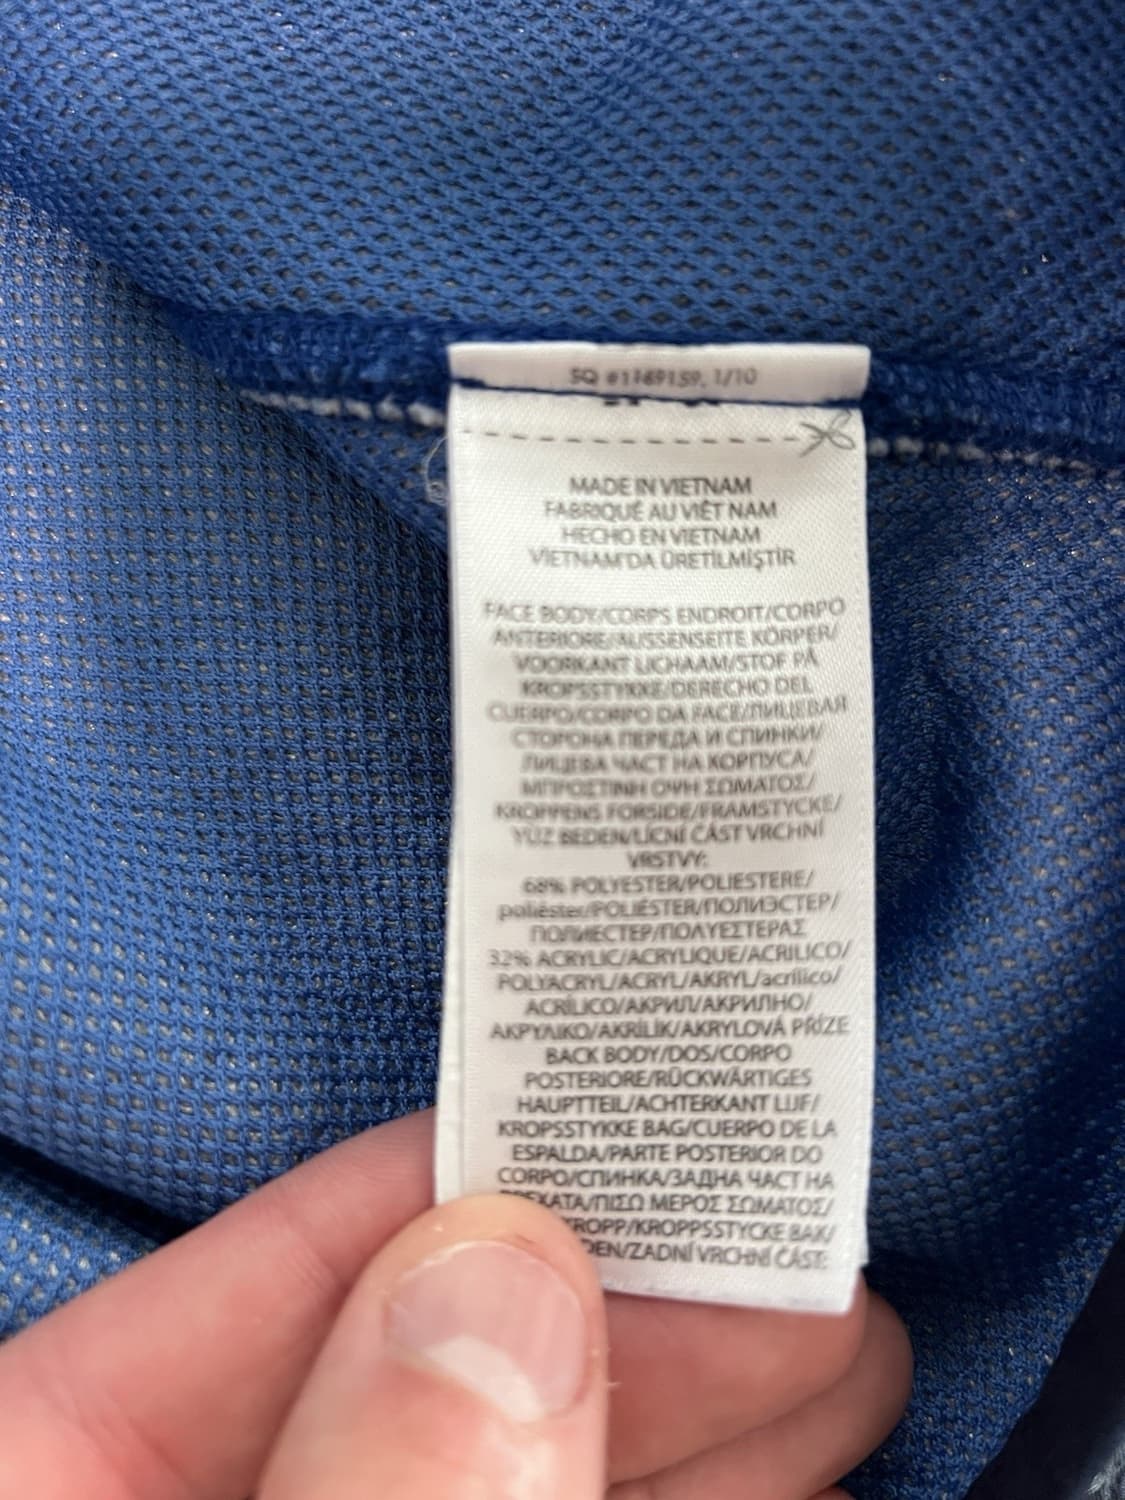 SQ #1169159, 1/10
MADE IN VIETNAM
FABRIQUÉ AU VIÊT NAM
HECHO EN VIETNAM
VIETNAM'DA ÜRETİLMİŞTİR
FACE BODY/CORPS ENDROIT/CORPO
ANTERIORE/AUSSENSEITE KÖRPER/
VOORKANT LICHAAM/STOF PÅ
KROPSSTYKKE/DERECHO DEL
CUERPO/CORPO DA FACE/ЛИЦЕВАЯ
СТОРОНА ПЕРЕДА И СПИНКИ/
ЛИЦЕВА ЧАСТ НА КОРПУСА/
ΜΠΡΟΣΤΙΝΗ ΟΨΗ ΣΩΜΑΤΟΣ/
KROPPENS FORSIDE/FRAMSTYCKE/
YÜZ BEDEN/LÍCNÍ ČÁST VRCHNÍ
VRSTVY:
68% POLYESTER/POLIESTERE/
poliéster/POLIÉSTER/ПОЛИЭСТЕР/
ПОЛИЕСТЕР/ΠΟΛΥΕΣΤΕΡΑΣ
32% ACRYLIC/ACRYLIQUE/ACRILICO/
POLYACRYL/ACRYL/AKRYL/acrílico/
ACRÍLICO/АКРИЛ/АКРИЛНО/
ΑΚΡΥΛΙΚΟ/AKRİLİK/AKRYLOVÁ PŘÍZE
BACK BODY/DOS/CORPO
POSTERIORE/RÜCKWÄRTIGES
HAUPTTEIL/ACHTERKANT LIJF/
KROPSSTYKKE BAG/CUERPO DE LA
ESPALDA/PARTE POSTERIOR DO
CORPO/СПИНКА/ЗАДНА ЧАСТ НА
ΠΙΣΩ ΜΕΡΟΣ ΣΩΜΑΤΟΣ/
KROPPSSTYCKE BAK/
ZADNÍ VRCHNÍ ČÁST: